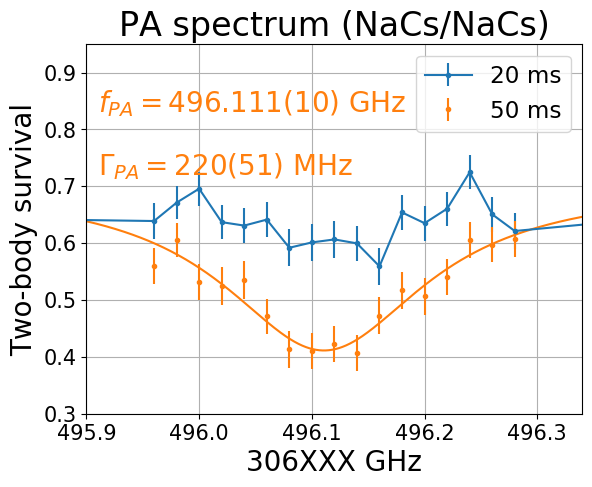 PA spectrum (NaCs/NaCs)
20 ms
50 ms
f_PA = 496.111(10) GHz
Γ_PA = 220(51) MHz
Two-body survival
0.9
0.8
0.7
0.6
0.5
0.4
0.3
495.9 496.0 496.1 496.2 496.3
306XXX GHz